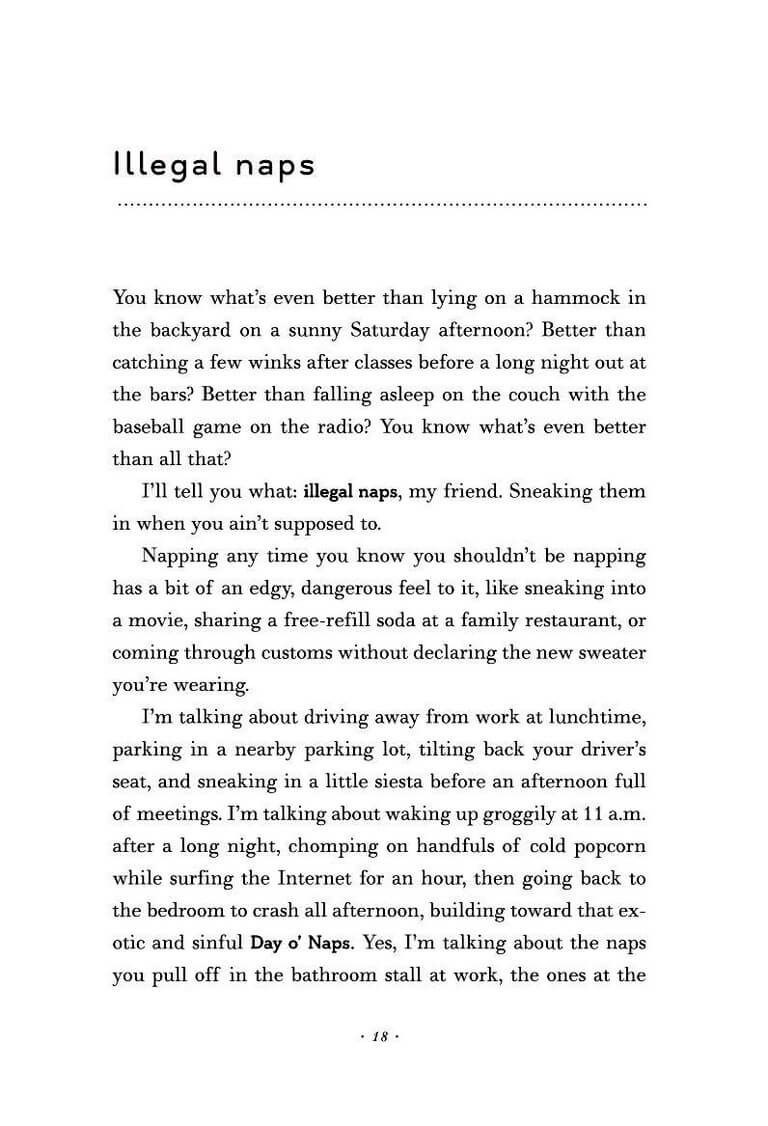 Illegal naps
You know what’s even better than lying on a hammock in
the backyard on a sunny Saturday afternoon? Better than
catching a few winks after classes before a long night out at
the bars? Better than falling asleep on the couch with the
baseball game on the radio? You know what’s even better
than all that?
I’ll tell you what: illegal naps, my friend. Sneaking them
in when you ain’t supposed to.
Napping any time you know you shouldn’t be napping
has a bit of an edgy, dangerous feel to it, like sneaking into
a movie, sharing a free-refill soda at a family restaurant, or
coming through customs without declaring the new sweater
you’re wearing.
I’m talking about driving away from work at lunchtime,
parking in a nearby parking lot, tilting back your driver’s
seat, and sneaking in a little siesta before an afternoon full
of meetings. I’m talking about waking up groggily at 11 a.m.
after a long night, chomping on handfuls of cold popcorn
while surfing the Internet for an hour, then going back to
the bedroom to crash all afternoon, building toward that ex-
otic and sinful Day o’ Naps. Yes, I’m talking about the naps
you pull off in the bathroom stall at work, the ones at the
· 18 ·